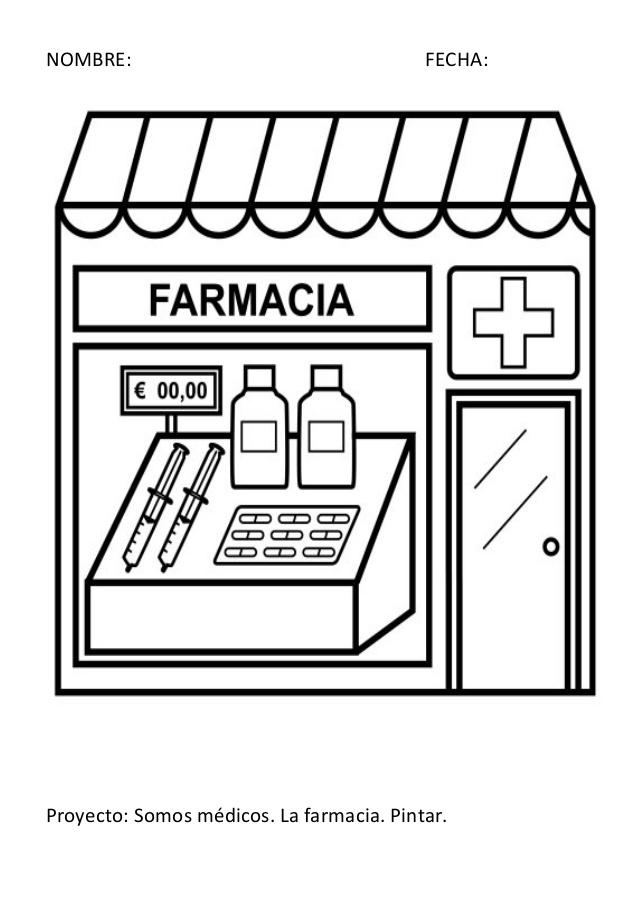 NOMBRE: FECHA:
FARMACIA
€ 00,00
Proyecto: Somos médicos. La farmacia. Pintar.